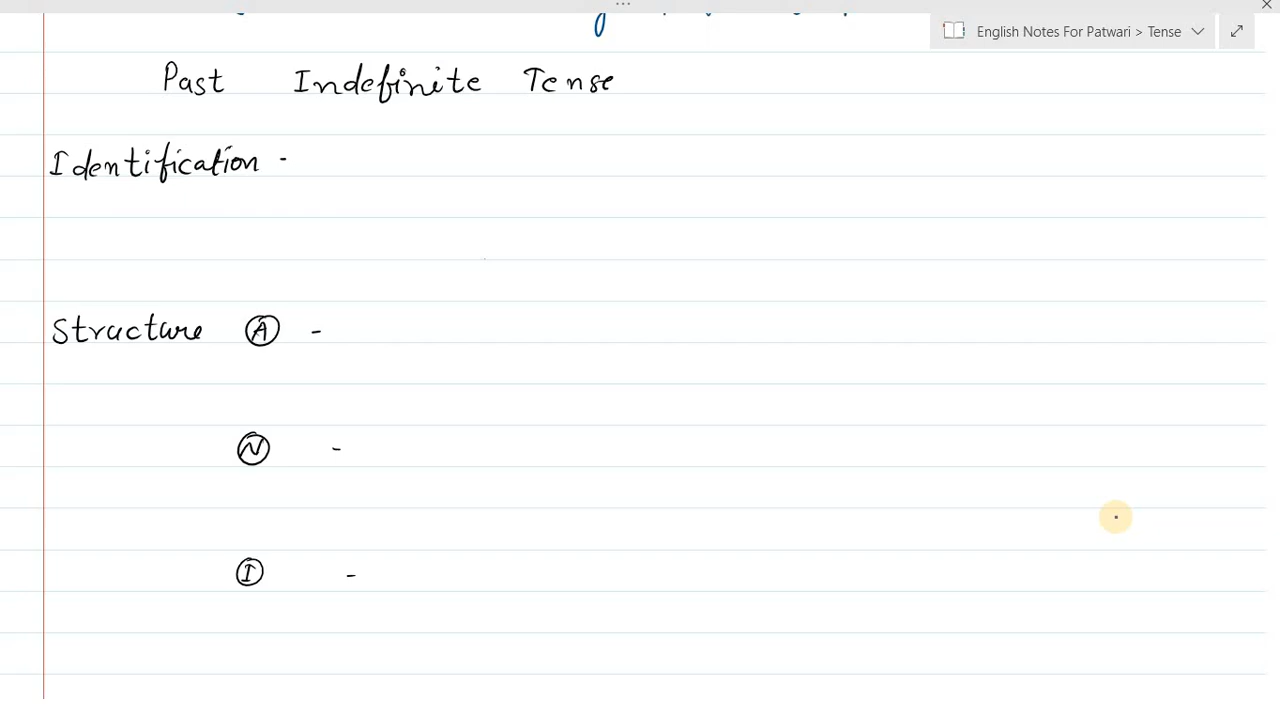 English Notes For Patwari > Tense
Past Indefinite Tense
Identification -
Structure A -
N -
I -